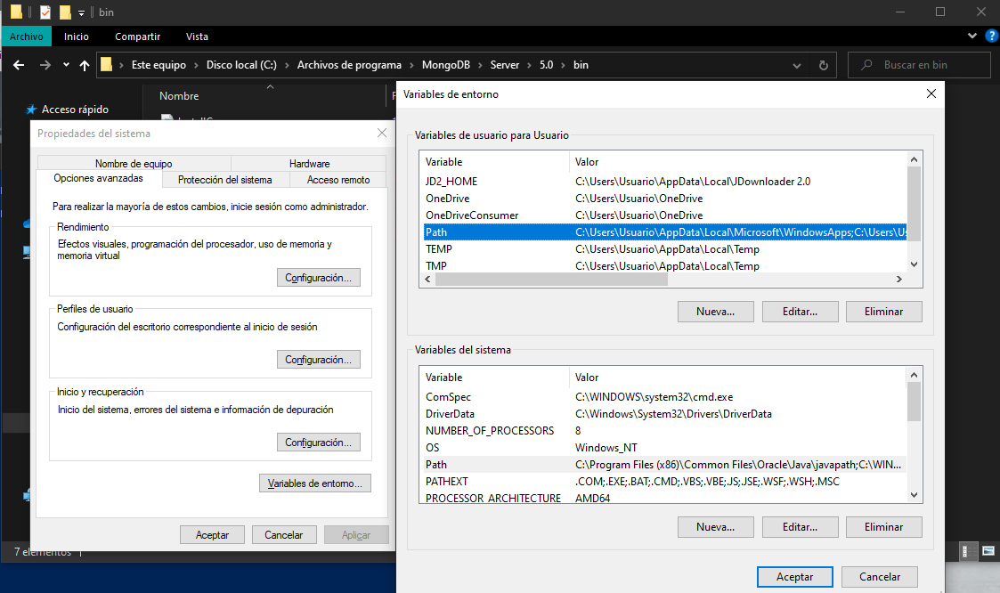 bin
Archivo Inicio Compartir Vista
Este equipo Disco local (C:) Archivos de programa MongoDB Server 5.0 bin
Buscar en bin
Nombre
Acceso rápido
7 elementos
Propiedades del sistema
Nombre de equipo Hardware
Opciones avanzadas Protección del sistema Acceso remoto
Para realizar la mayoría de estos cambios, inicie sesión como administrador.
Rendimiento
Efectos visuales, programación del procesador, uso de memoria y
memoria virtual
Configuración...
Perfiles de usuario
Configuración del escritorio correspondiente al inicio de sesión
Configuración...
Inicio y recuperación
Inicio del sistema, errores del sistema e información de depuración
Configuración...
Variables de entorno...
Aceptar Cancelar Aplicar
Variables de entorno
Variables de usuario para Usuario
Variable Valor
JD2_HOME C:\Users\Usuario\AppData\Local\JDownloader 2.0
OneDrive C:\Users\Usuario\OneDrive
OneDriveConsumer C:\Users\Usuario\OneDrive
Path C:\Users\Usuario\AppData\Local\Microsoft\WindowsApps;C:\Users\Us
TEMP C:\Users\Usuario\AppData\Local\Temp
TMP C:\Users\Usuario\AppData\Local\Temp
Nueva... Editar... Eliminar
Variables del sistema
Variable Valor
ComSpec C:\WINDOWS\system32\cmd.exe
DriverData C:\Windows\System32\Drivers\DriverData
NUMBER_OF_PROCESSORS 8
OS Windows_NT
Path C:\Program Files (x86)\Common Files\Oracle\Java\javapath;C:\WIN...
PATHEXT .COM;.EXE;.BAT;.CMD;.VBS;.VBE;.JS;.JSE;.WSF;.WSH;.MSC
PROCESSOR_ARCHITECTURE AMD64
Nueva... Editar... Eliminar
Aceptar Cancelar